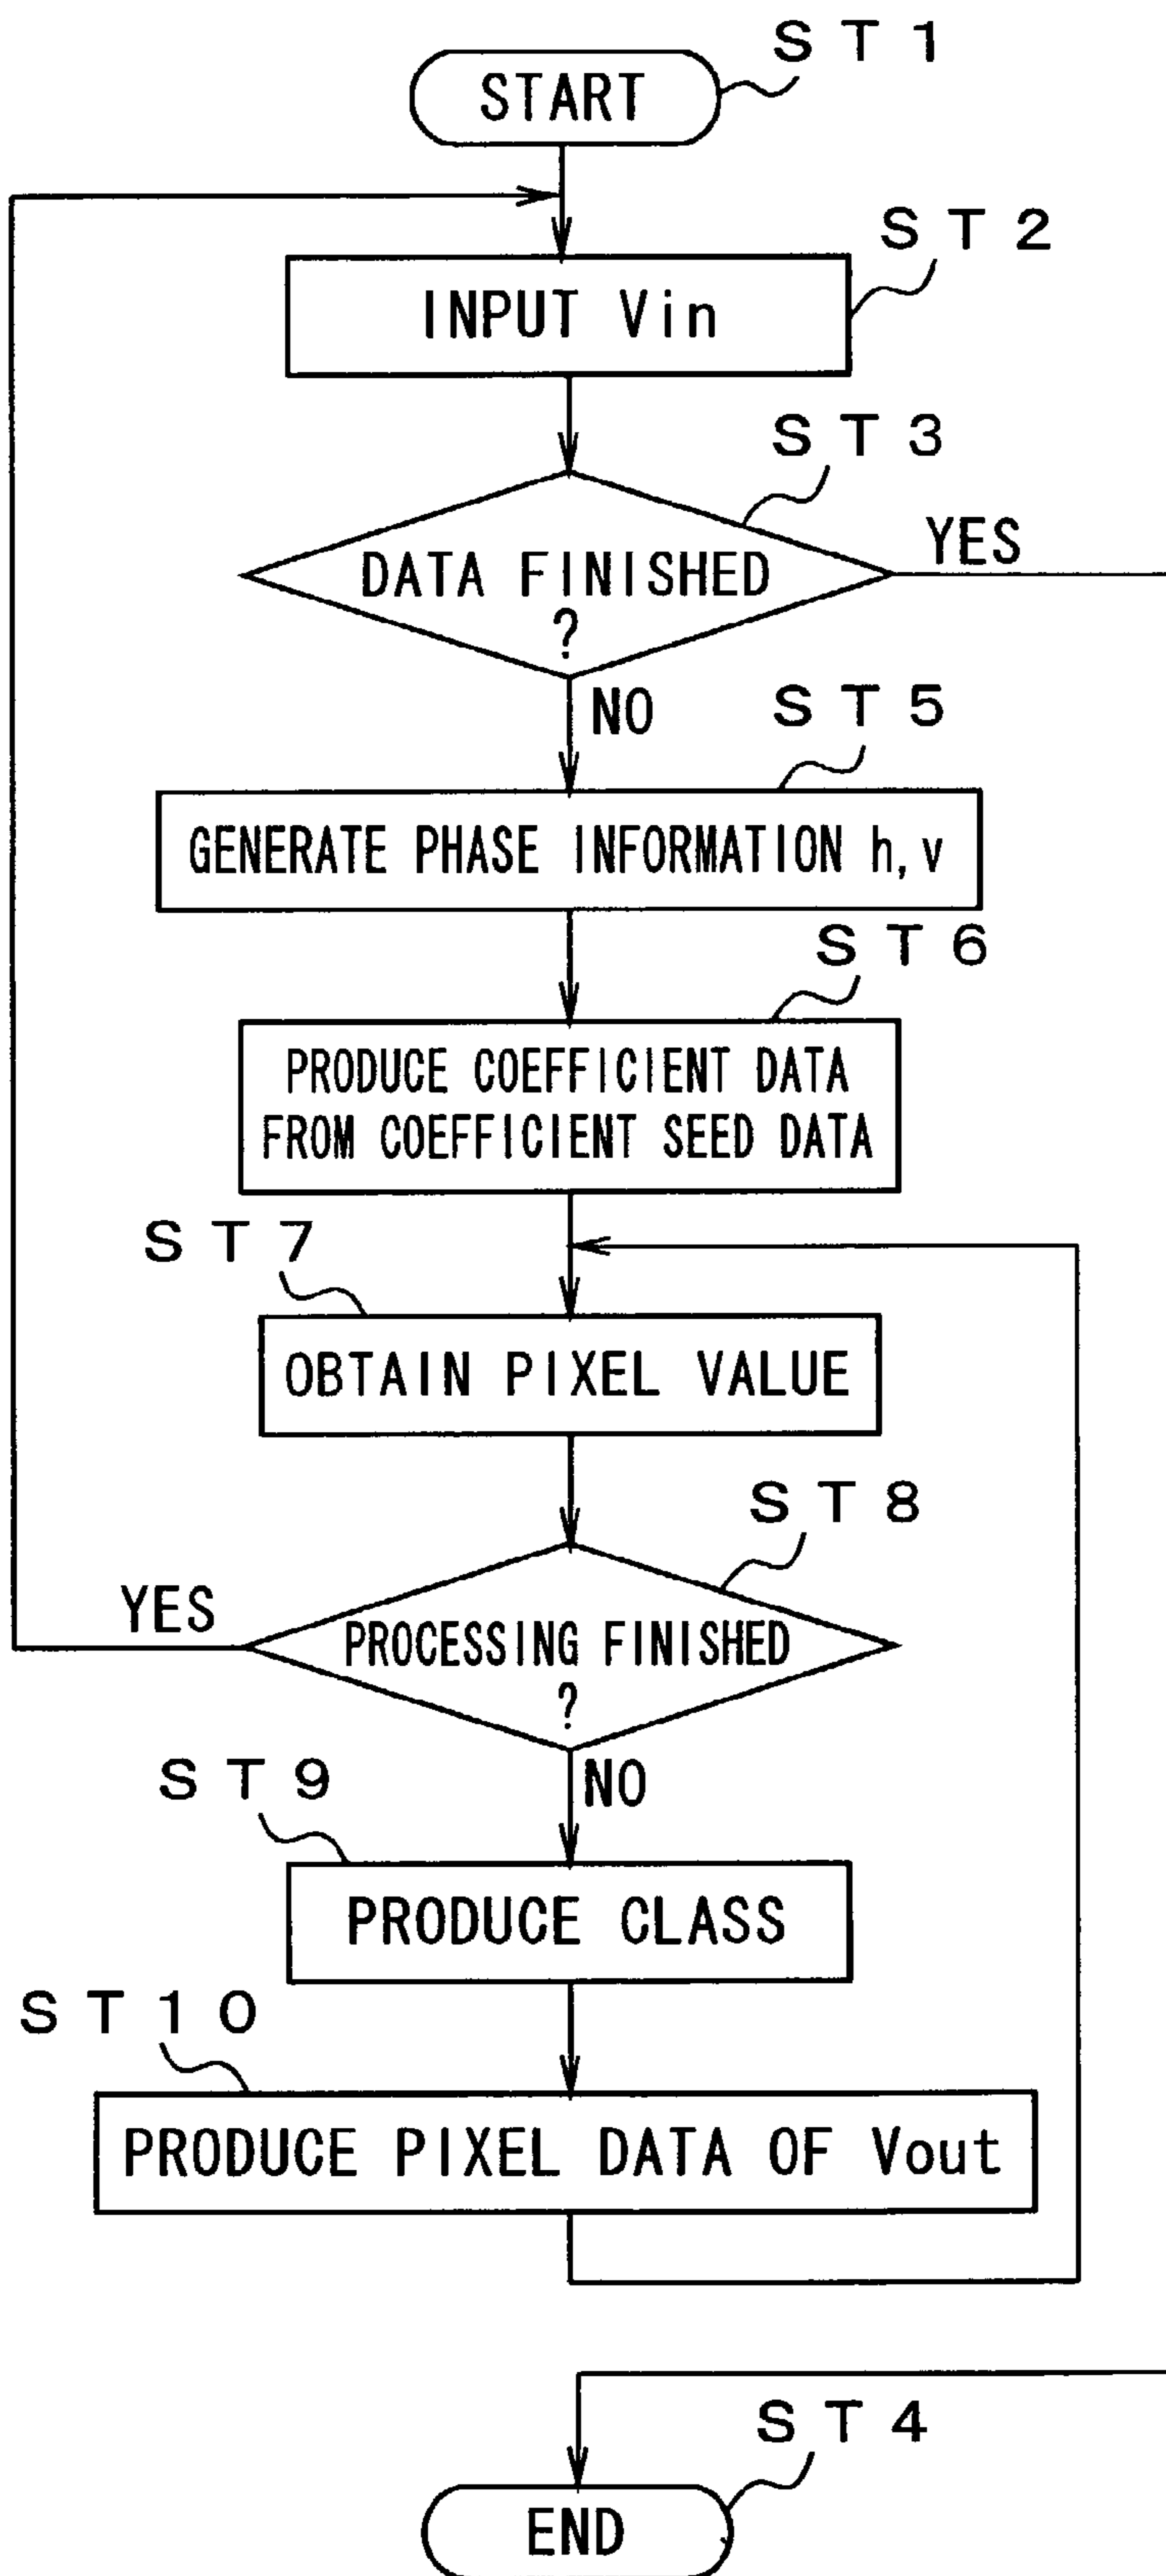 ST1
START
ST2
INPUT Vin
ST3
DATA FINISHED
?
YES
NO
ST5
GENERATE PHASE INFORMATION h,v
ST6
PRODUCE COEFFICIENT DATA
FROM COEFFICIENT SEED DATA
ST7
OBTAIN PIXEL VALUE
ST8
YES
PROCESSING FINISHED
?
NO
ST9
PRODUCE CLASS
ST10
PRODUCE PIXEL DATA OF Vout
ST4
END